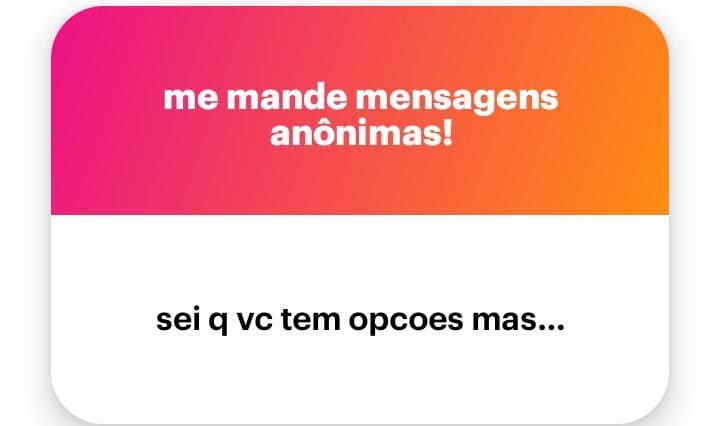 me mande mensagens
anônimas!
sei q vc tem opcoes mas...